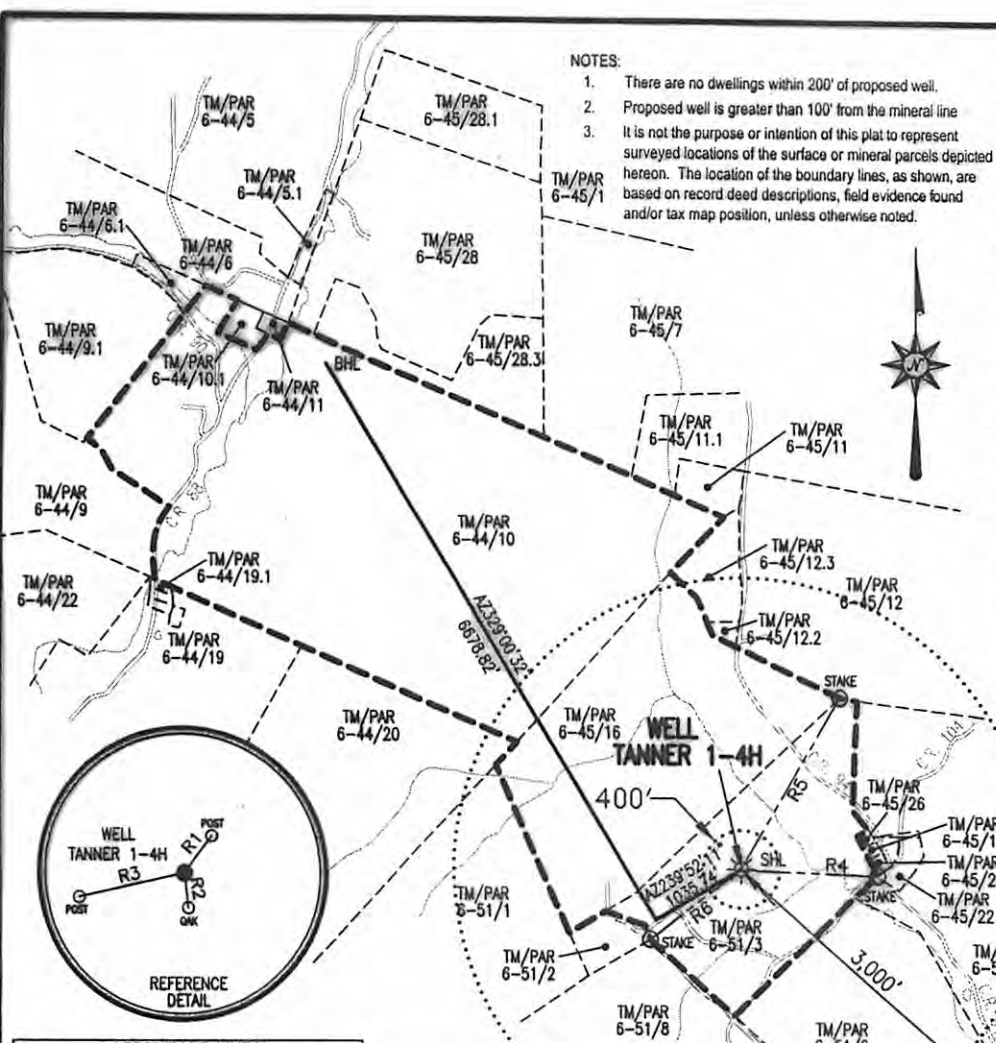 NOTES:
1. There are no dwellings within 200' of proposed well.
2. Proposed well is greater than 100' from the mineral line
3. It is not the purpose or intention of this plat to represent
surveyed locations of the surface or mineral parcels depicted
hereon. The location of the boundary lines, as shown, are
based on record deed descriptions, field evidence found
and/or tax map position, unless otherwise noted.
TM/PAR
6-44/5
TM/PAR
6-45/28.1
TM/PAR
6-44/5.1
TM/PAR
6-45/1
TM/PAR
6-44/6.1
TM/PAR
6-44/6
TM/PAR
6-45/28
N
TM/PAR
6-44/9.1
TM/PAR
6-44/10.1
TM/PAR
6-44/11
BHL
TM/PAR
6-45/28.3
TM/PAR
6-45/7
TM/PAR
6-45/11.1
TM/PAR
6-45/11
TM/PAR
6-44/9
CR 88
TM/PAR
6-44/10
TM/PAR
6-44/19.1
TM/PAR
6-44/22
TM/PAR
6-44/19
AZ329°00'32"
6678.82'
TM/PAR
6-45/12.3
TM/PAR
6-45/12
TM/PAR
6-45/12.2
STAKE
TM/PAR
6-44/20
TM/PAR
6-45/16
WELL
TANNER 1-4H
400'
R5
TM/PAR
6-45/26
TM/PAR
6-45/1
TM/PAR
6-45/2
TM/PAR
6-45/22
SHL
R4
STAKE
AZ239°52'11"
1035.74'
R6
STAKE
TM/PAR
6-51/1
TM/PAR
6-51/2
TM/PAR
6-51/3
3,000'
TM/PAR
6-51/8
TM/PAR
WELL
TANNER 1-4H
R1
POST
R3
POST
R2
OAK
REFERENCE
DETAIL